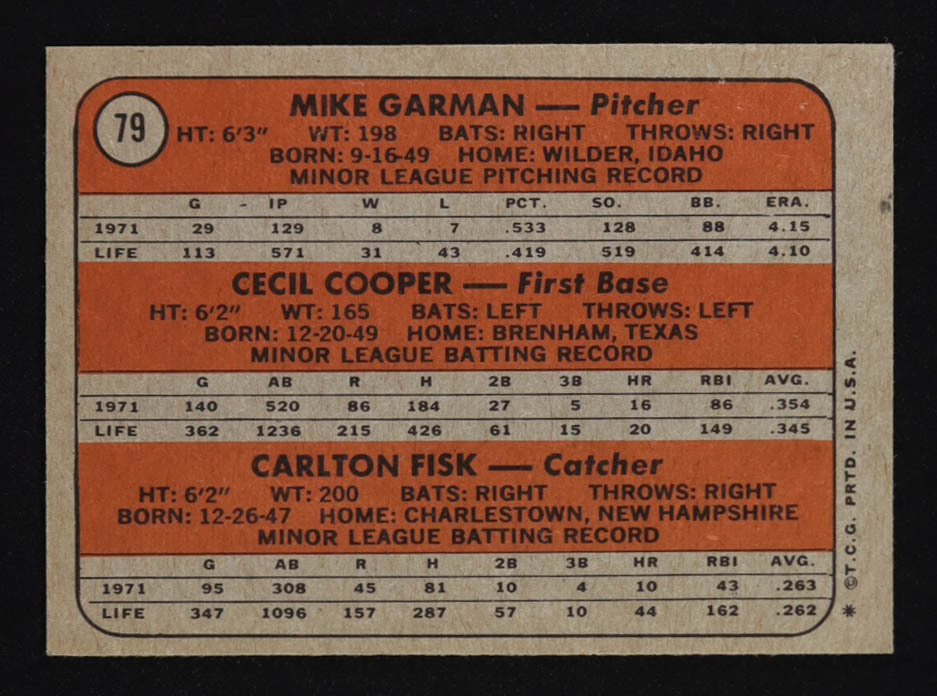 79
MIKE GARMAN — Pitcher
HT: 6'3" WT: 198 BATS: RIGHT THROWS: RIGHT
BORN: 9-16-49 HOME: WILDER, IDAHO
MINOR LEAGUE PITCHING RECORD
G IP W L PCT. SO. BB. ERA.
1971 29 129 8 7 .533 128 88 4.15
LIFE 113 571 31 43 .419 519 414 4.10
CECIL COOPER — First Base
HT: 6'2" WT: 165 BATS: LEFT THROWS: LEFT
BORN: 12-20-49 HOME: BRENHAM, TEXAS
MINOR LEAGUE BATTING RECORD
G AB R H 2B 3B HR RBI AVG.
1971 140 520 86 184 27 5 16 86 .354
LIFE 362 1236 215 426 61 15 20 149 .345
CARLTON FISK — Catcher
HT: 6'2" WT: 200 BATS: RIGHT THROWS: RIGHT
BORN: 12-26-47 HOME: CHARLESTOWN, NEW HAMPSHIRE
MINOR LEAGUE BATTING RECORD
G AB R H 2B 3B HR RBI AVG.
1971 95 308 45 81 10 4 10 43 .263
LIFE 347 1096 157 287 57 10 44 162 .262
* ©T.C.G. PRTD. IN U.S.A.